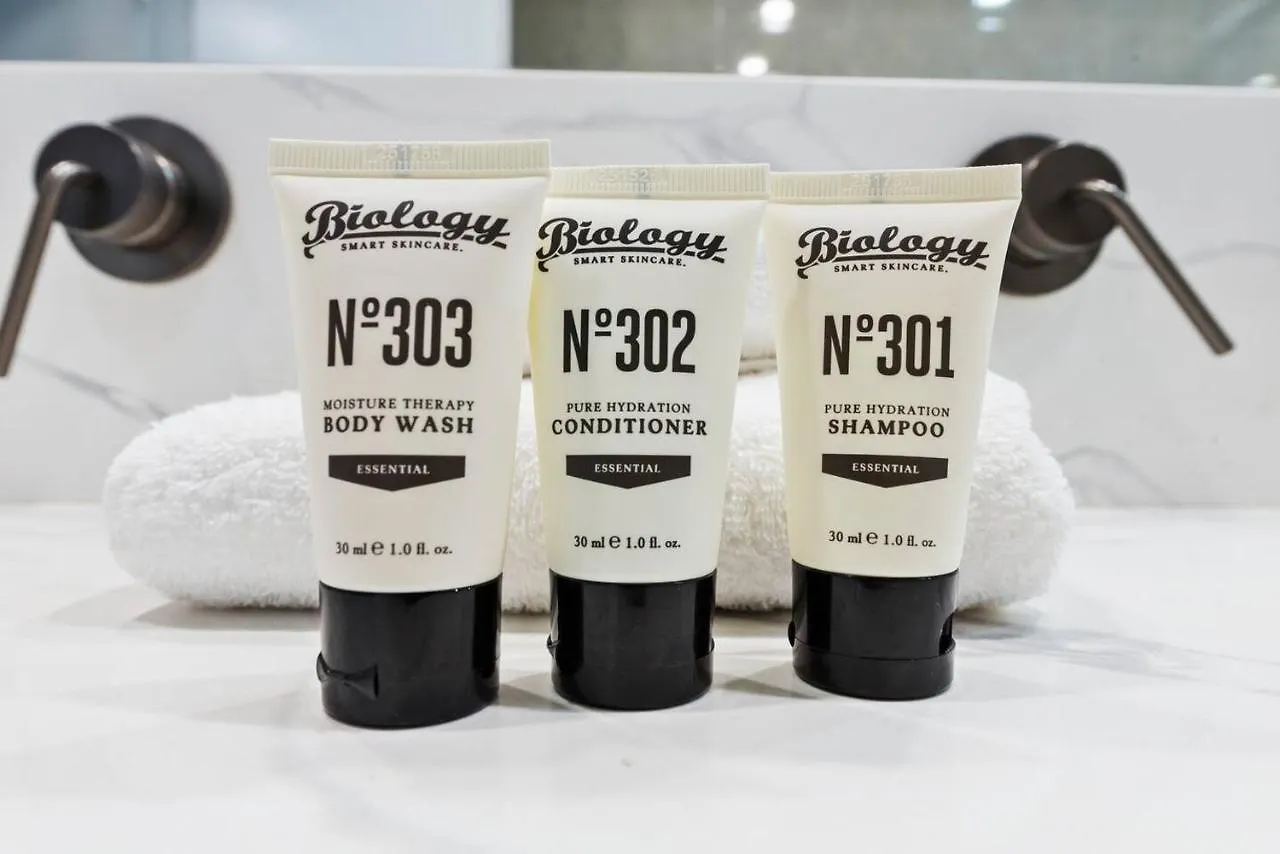 Biology
SMART SKINCARE.
Nº303
MOISTURE THERAPY
BODY WASH
ESSENTIAL
30 ml ℮ 1.0 fl. oz.
Biology
SMART SKINCARE.
Nº302
PURE HYDRATION
CONDITIONER
ESSENTIAL
30 ml ℮ 1.0 fl. oz.
Biology
SMART SKINCARE.
Nº301
PURE HYDRATION
SHAMPOO
ESSENTIAL
30 ml ℮ 1.0 fl. oz.